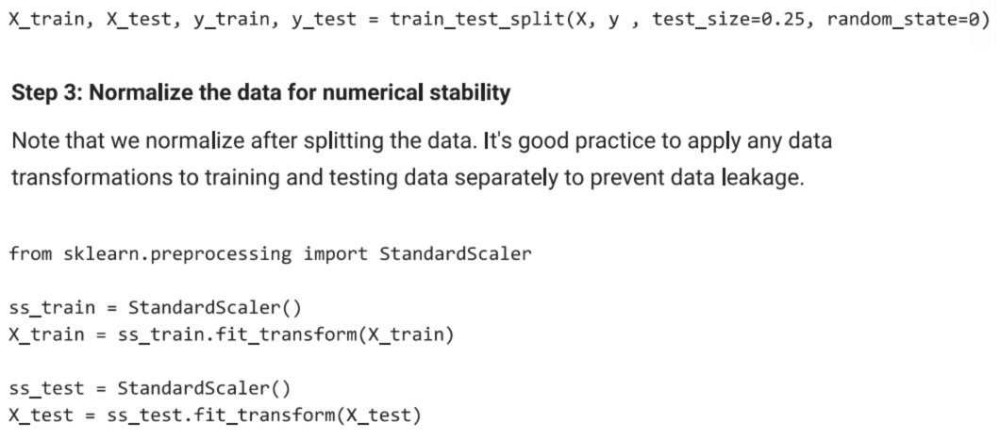 X_train, X_test, y_train, y_test = train_test_split(X, y , test_size=0.25, random_state=0)
Step 3: Normalize the data for numerical stability
Note that we normalize after splitting the data. It's good practice to apply any data
transformations to training and testing data separately to prevent data leakage.
from sklearn.preprocessing import StandardScaler
ss_train = StandardScaler()
X_train = ss_train.fit_transform(X_train)
ss_test = StandardScaler()
X_test = ss_test.fit_transform(X_test)